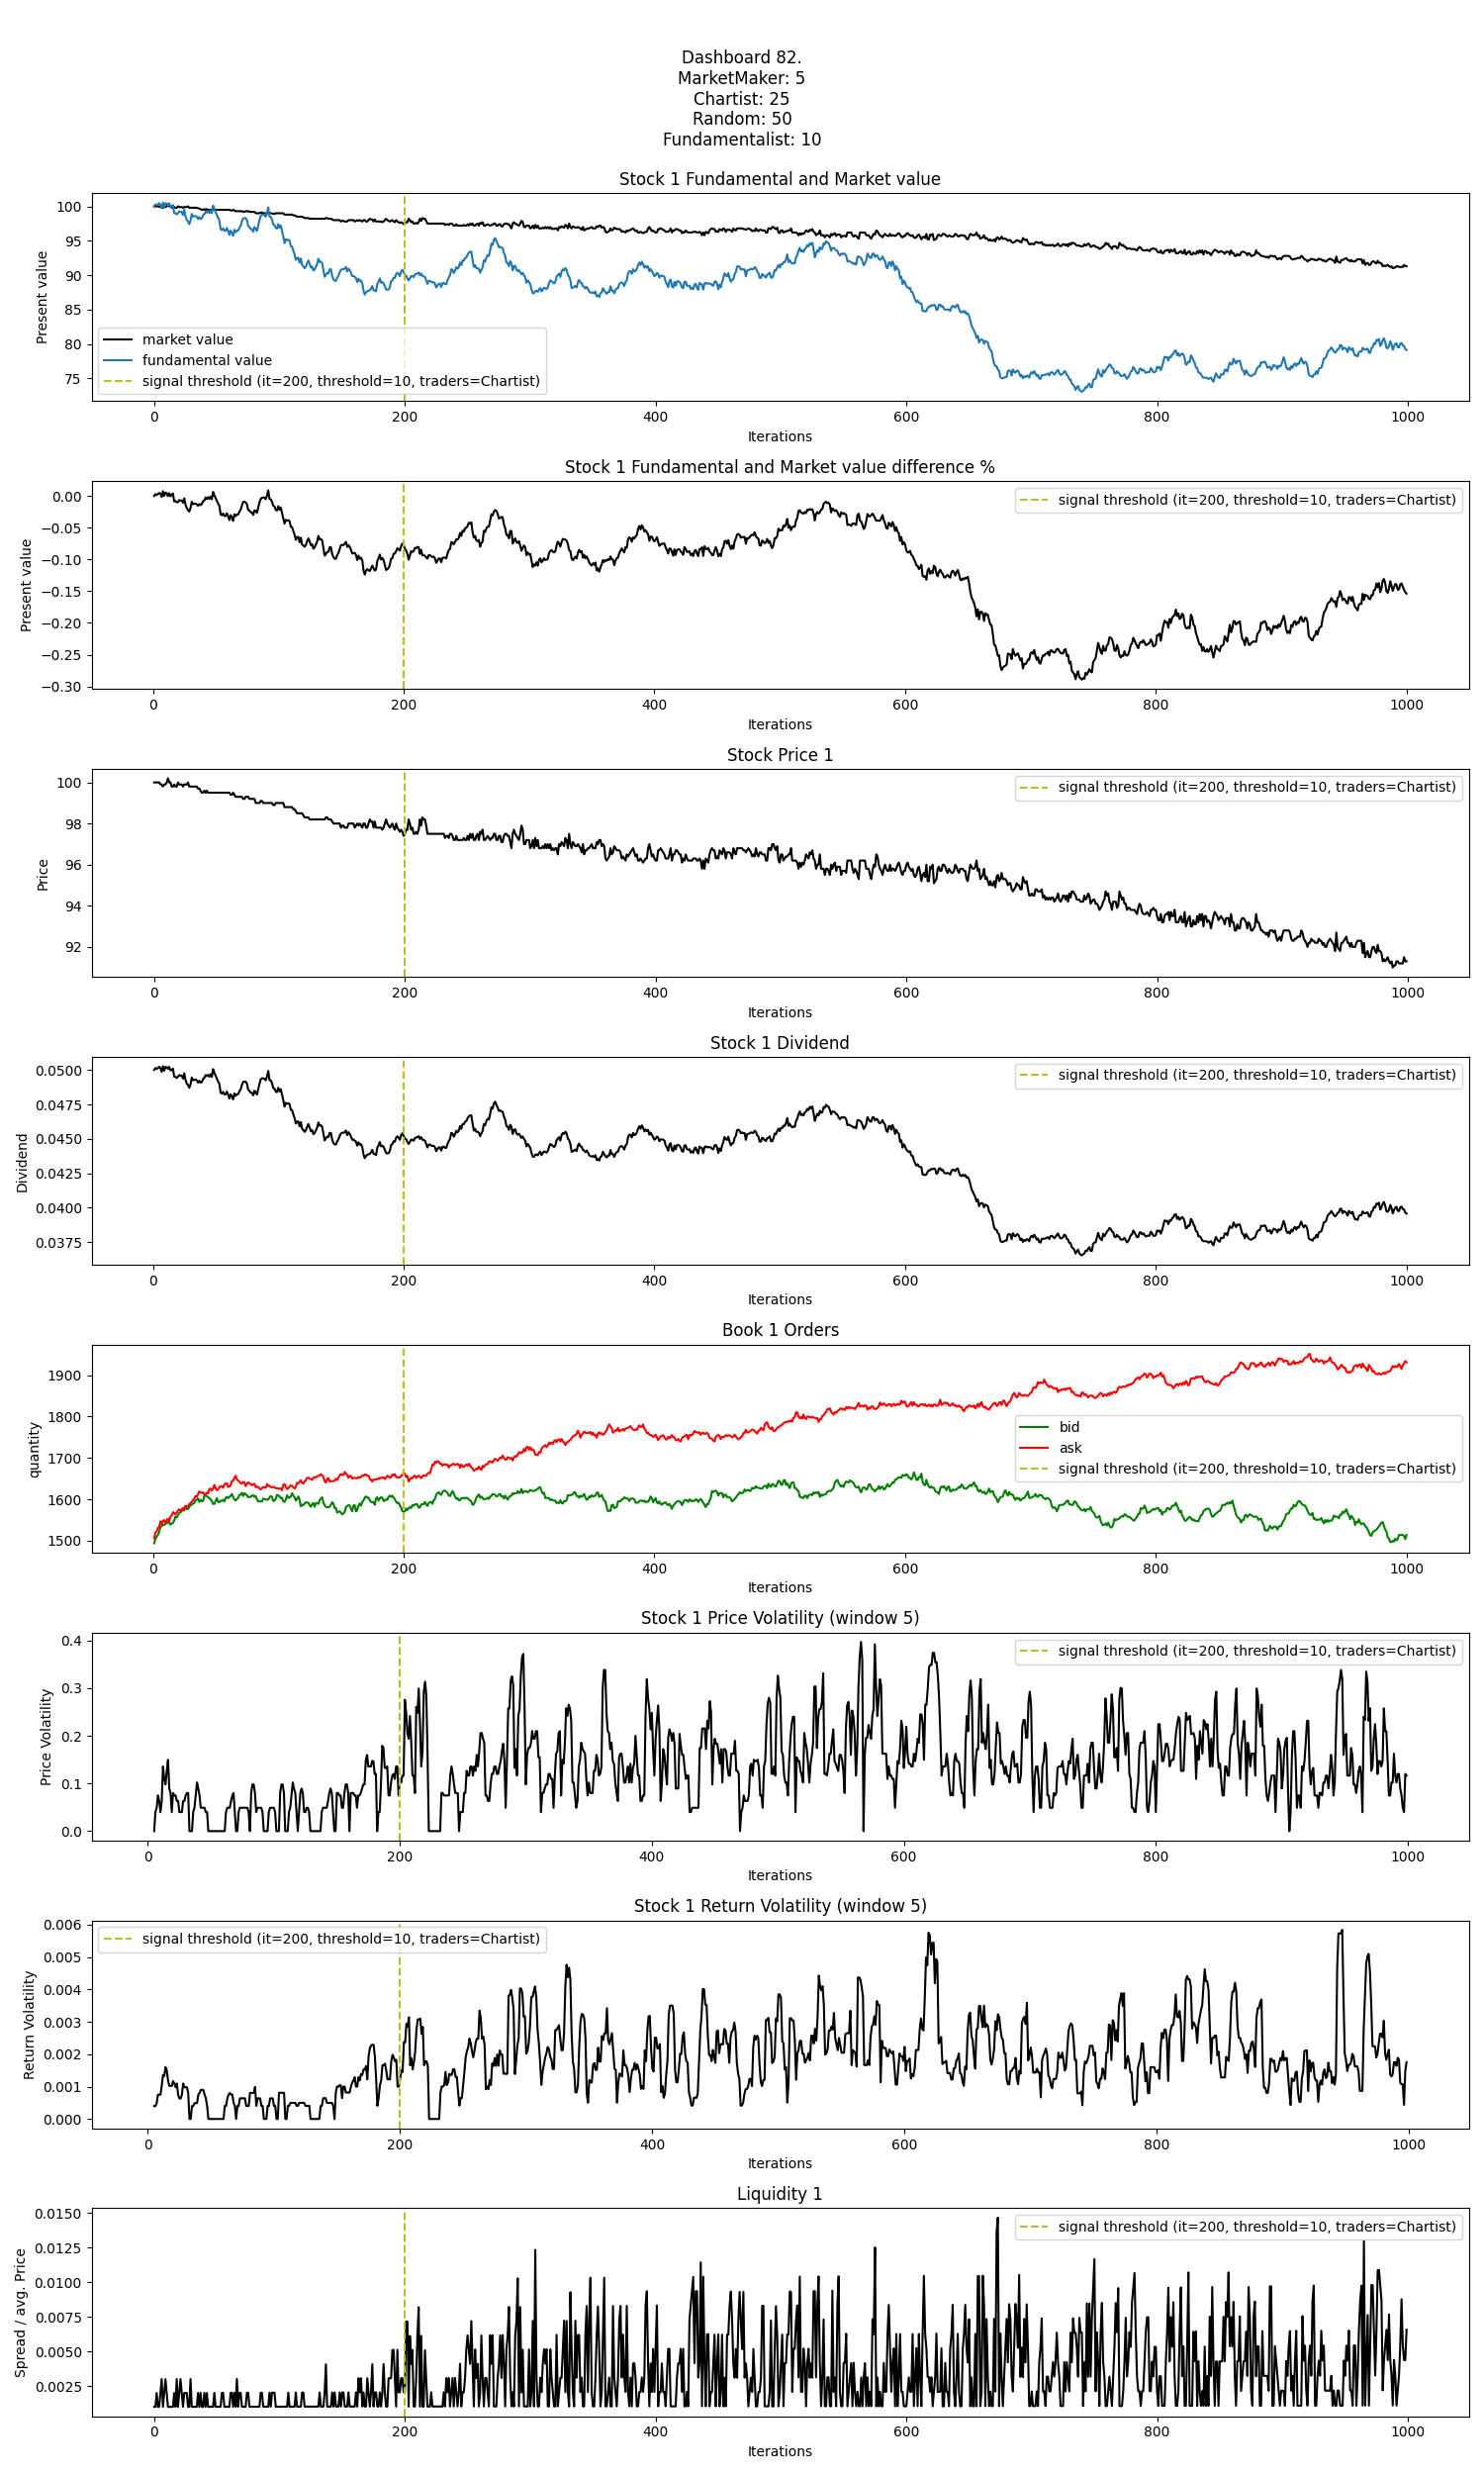 Dashboard 82.
MarketMaker: 5
Chartist: 25
Random: 50
Fundamentalist: 10
Stock 1 Fundamental and Market value
Present value
100
95
90
85
80
75
market value
fundamental value
signal threshold (it=200, threshold=10, traders=Chartist)
0 200 400 600 800 1000
Iterations
Stock 1 Fundamental and Market value difference %
Present value
0.00
−0.05
−0.10
−0.15
−0.20
−0.25
−0.30
signal threshold (it=200, threshold=10, traders=Chartist)
0 200 400 600 800 1000
Iterations
Stock Price 1
Price
100
98
96
94
92
signal threshold (it=200, threshold=10, traders=Chartist)
0 200 400 600 800 1000
Iterations
Stock 1 Dividend
Dividend
0.0500
0.0475
0.0450
0.0425
0.0400
0.0375
signal threshold (it=200, threshold=10, traders=Chartist)
0 200 400 600 800 1000
Iterations
Book 1 Orders
quantity
1900
1800
1700
1600
1500
bid
ask
signal threshold (it=200, threshold=10, traders=Chartist)
0 200 400 600 800 1000
Iterations
Stock 1 Price Volatility (window 5)
Price Volatility
0.4
0.3
0.2
0.1
0.0
signal threshold (it=200, threshold=10, traders=Chartist)
0 200 400 600 800 1000
Iterations
Stock 1 Return Volatility (window 5)
Return Volatility
0.006
0.005
0.004
0.003
0.002
0.001
0.000
signal threshold (it=200, threshold=10, traders=Chartist)
0 200 400 600 800 1000
Iterations
Liquidity 1
Spread / avg. Price
0.0150
0.0125
0.0100
0.0075
0.0050
0.0025
signal threshold (it=200, threshold=10, traders=Chartist)
0 200 400 600 800 1000
Iterations